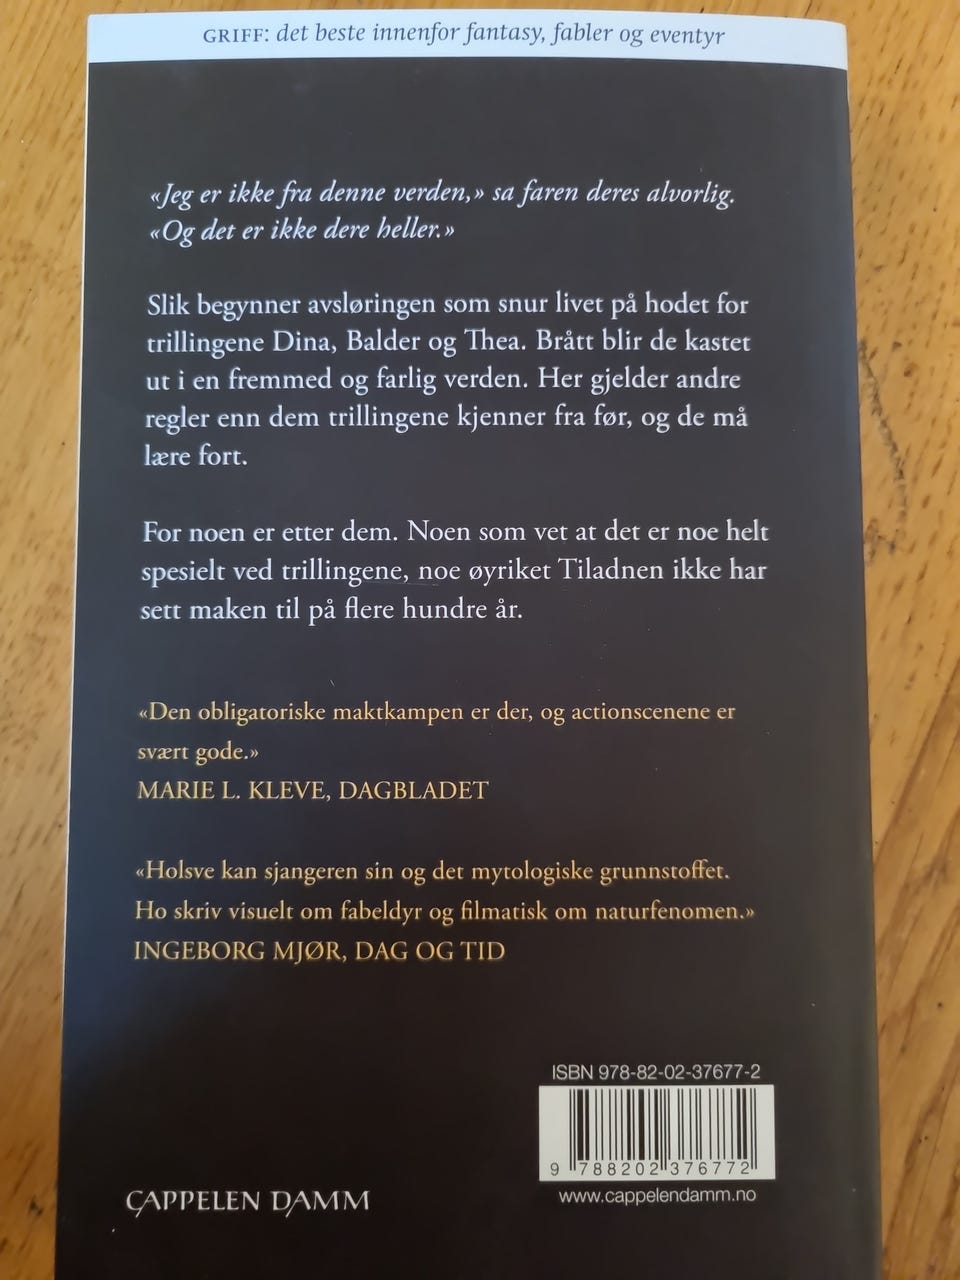 GRIFF: det beste innenfor fantasy, fabler og eventyr
«Jeg er ikke fra denne verden,» sa faren deres alvorlig.
«Og det er ikke dere heller.»
Slik begynner avsløringen som snur livet på hodet for
trillingene Dina, Balder og Thea. Brått blir de kastet
ut i en fremmed og farlig verden. Her gjelder andre
regler enn dem trillingene kjenner fra før, og de må
lære fort.
For noen er etter dem. Noen som vet at det er noe helt
spesielt ved trillingene, noe øyriket Tiladnen ikke har
sett maken til på flere hundre år.
«Den obligatoriske maktkampen er der, og actionscenene er
svært gode.»
MARIE L. KLEVE, DAGBLADET
«Holsve kan sjangeren sin og det mytologiske grunnstoffet.
Ho skriv visuelt om fabeldyr og filmatisk om naturfenomen.»
INGEBORG MJØR, DAG OG TID
ISBN 978-82-02-37677-2
9 788202 376772
www.cappelendamm.no
CAPPELEN DAMM